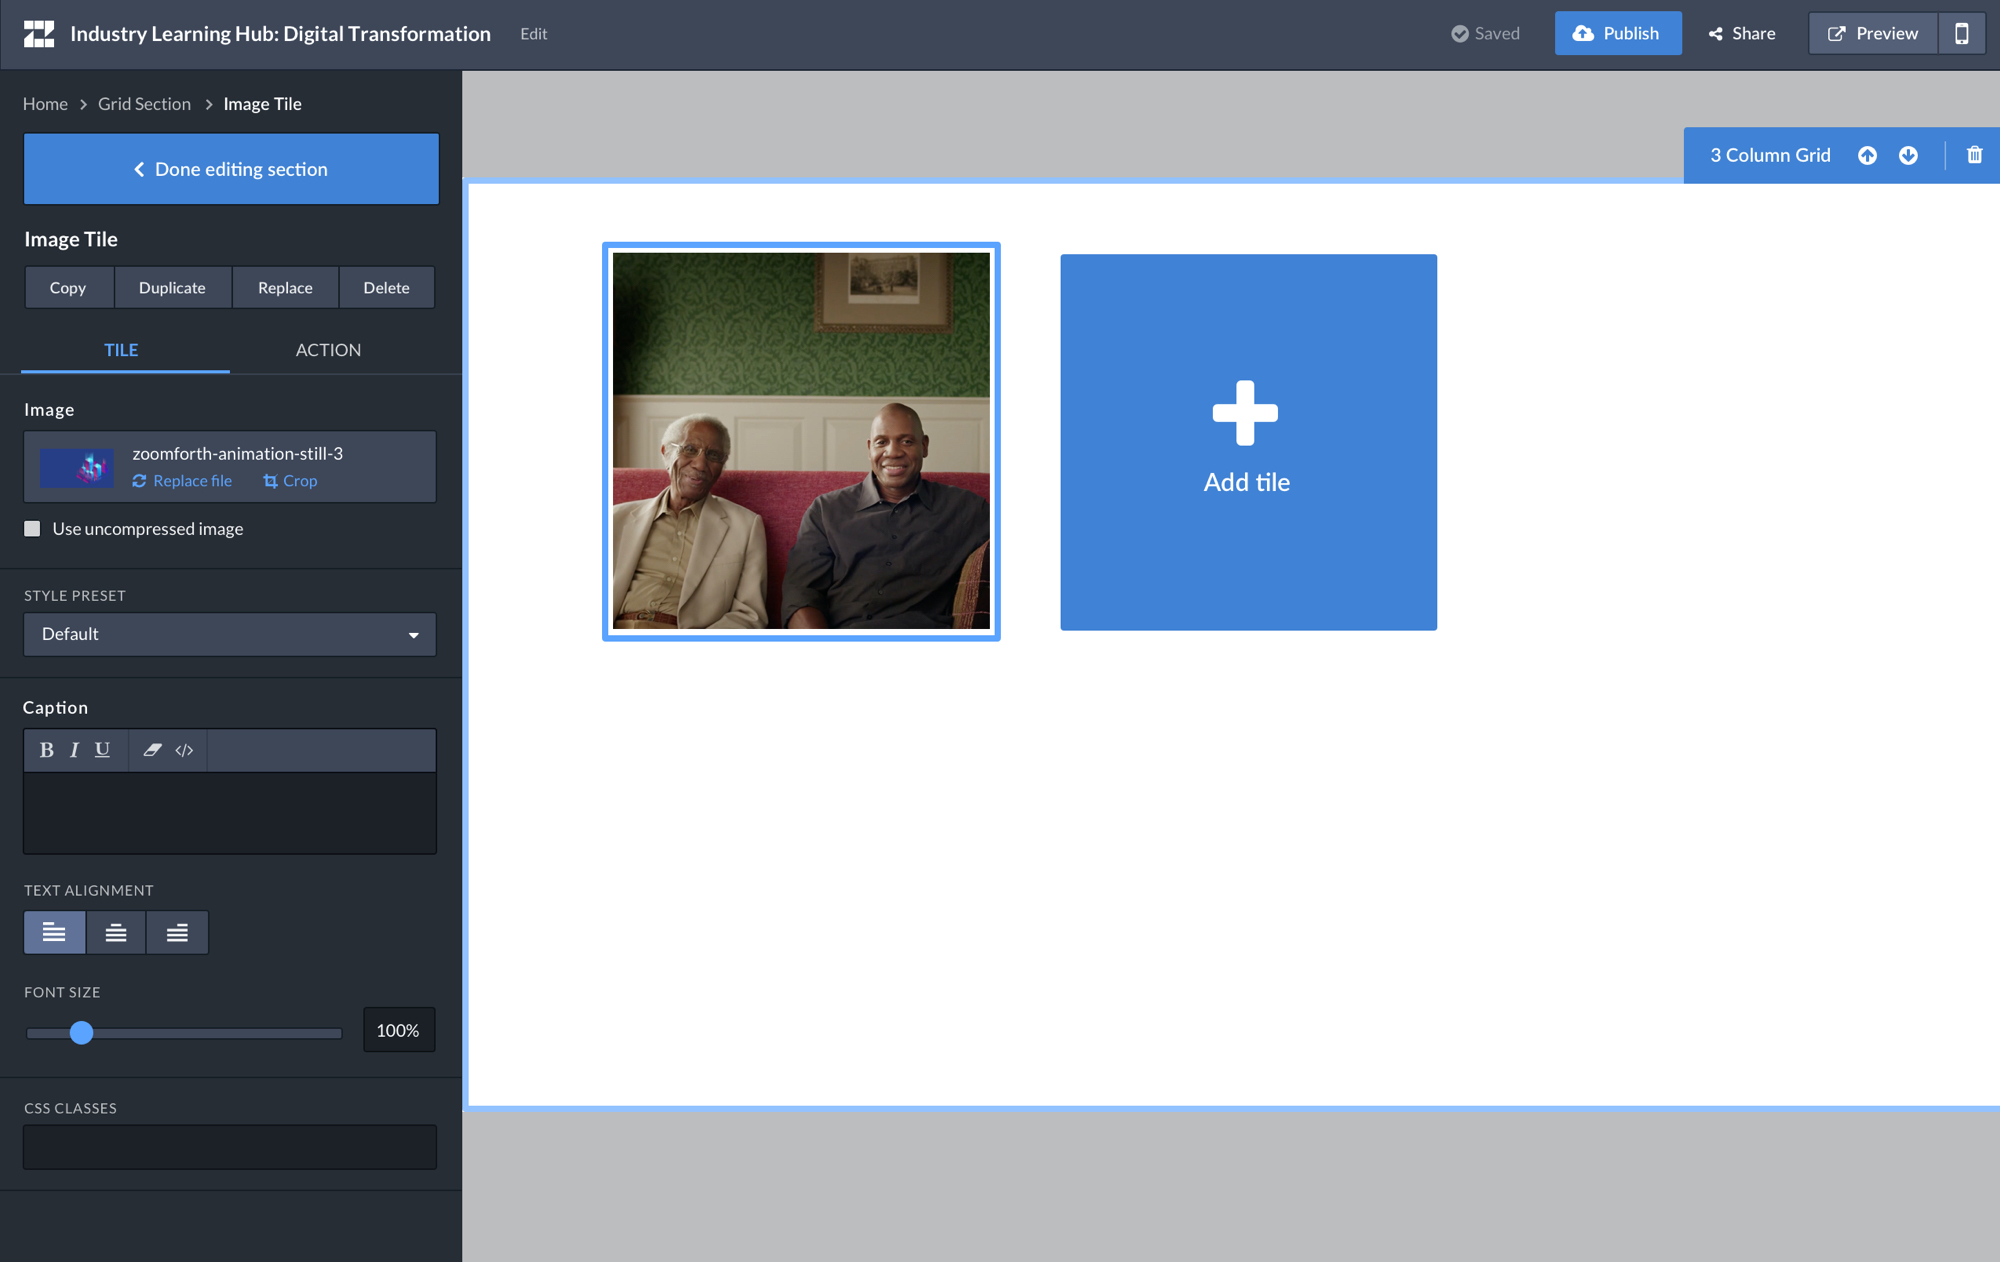 Industry Learning Hub: Digital Transformation Edit Saved Publish Share Preview
Home > Grid Section > Image Tile
Done editing section
Image Tile
Copy Duplicate Replace Delete
TILE ACTION
Image
zoomforth-animation-still-3
Replace file Crop
Use uncompressed image
STYLE PRESET
Default
Caption
B I U </>
TEXT ALIGNMENT
FONT SIZE
100%
CSS CLASSES
3 Column Grid
Add tile